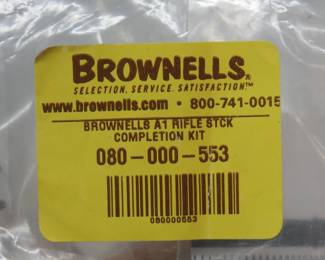 BROWNELLS®
SELECTION. SERVICE. SATISFACTION™
www.brownells.com • 800-741-0015
BROWNELLS A1 RIFLE STCK
COMPLETION KIT
080-000-553
080000553